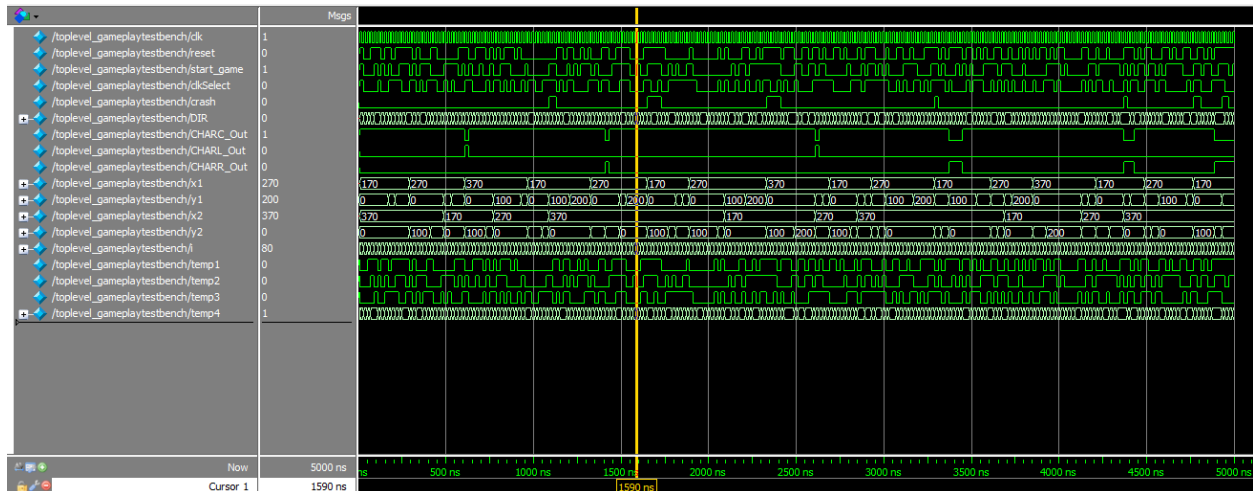 Msgs
/toplevel_gameplaytestbench/clk 1
/toplevel_gameplaytestbench/reset 0
/toplevel_gameplaytestbench/start_game 1
/toplevel_gameplaytestbench/clkSelect 0
/toplevel_gameplaytestbench/crash 0
/toplevel_gameplaytestbench/DIR 0
/toplevel_gameplaytestbench/CHARC_Out 1
/toplevel_gameplaytestbench/CHARL_Out 0
/toplevel_gameplaytestbench/CHARR_Out 0
/toplevel_gameplaytestbench/x1 270 170 270 370 170 270 170 270 370 170 270 170 270 370 170 270 170
/toplevel_gameplaytestbench/y1 200 0 0 0 100 0 100 200 0 0 200 0 0 100 200 0 0 0 100 200 100 200 0 0 0 100 0
/toplevel_gameplaytestbench/x2 370 370 170 270 370 170 270 370 170 270 370
/toplevel_gameplaytestbench/y2 0 0 100 0 100 0 0 0 0 100 100 0 100 200 100 0 0 0 200 0 0 100
/toplevel_gameplaytestbench/i 80
/toplevel_gameplaytestbench/temp1 0
/toplevel_gameplaytestbench/temp2 0
/toplevel_gameplaytestbench/temp3 0
/toplevel_gameplaytestbench/temp4 1
Now 5000 ns ns 500 ns 1000 ns 1500 ns 2000 ns 2500 ns 3000 ns 3500 ns 4000 ns 4500 ns 5000 ns
Cursor 1 1590 ns 1590 ns